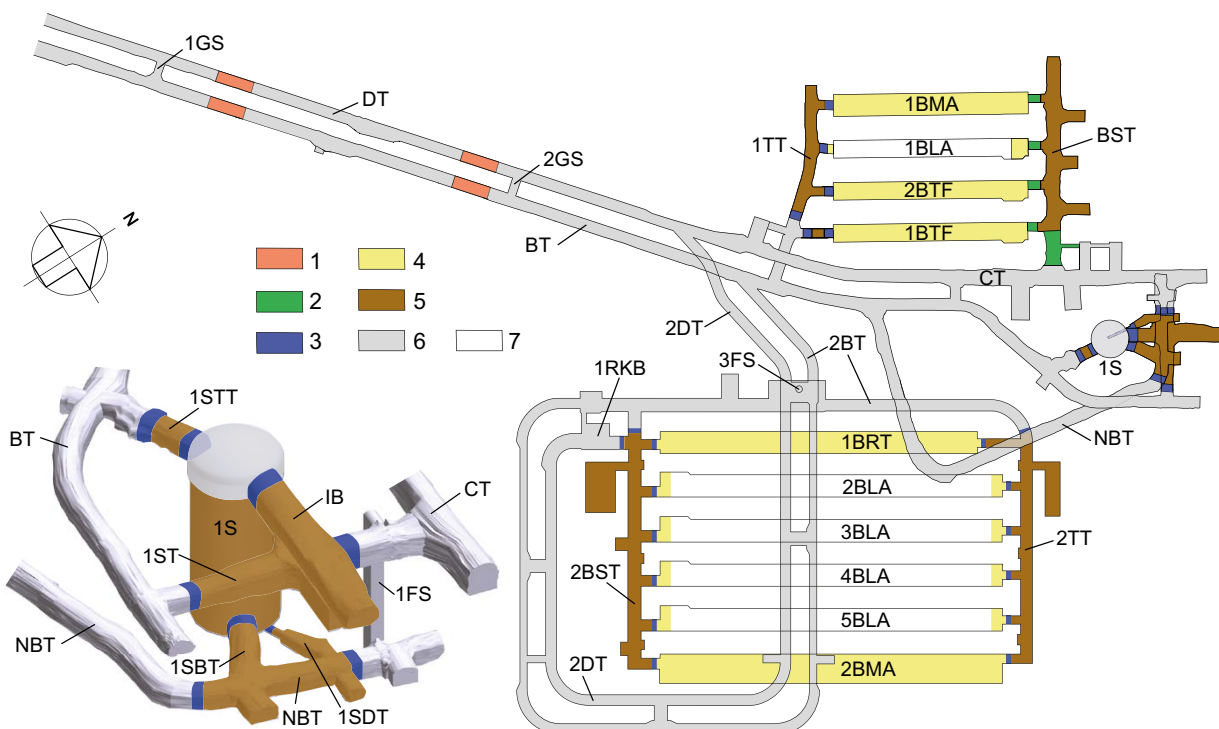 1GS
DT
2GS
BT
1TT
1BMA
1BLA
2BTF
1BTF
BST
CT
N
1
2
3
4
5
6
7
2DT
2BT
3FS
1RKB
1S
NBT
1BRT
2BLA
3BLA
4BLA
5BLA
2BMA
2BST
2TT
2DT
1STT
BT
IB
CT
1S
1ST
1FS
NBT
1SBT
NBT
1SDT